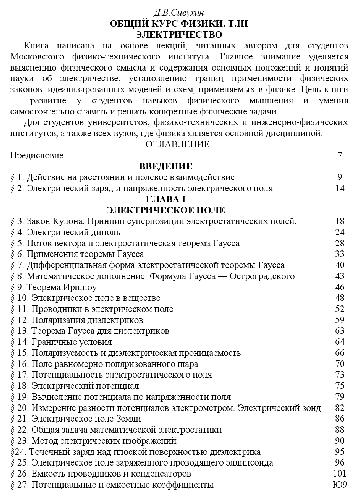 Д.В.Сивухин
ОБЩИЙ КУРС ФИЗИКИ. Т.III
ЭЛЕКТРИЧЕСТВО
Книга написана на основе лекций, читанных автором для студентов
Московского физико-технического института. Главное внимание уделяется
выяснению физического смысла и содержания основных положений и понятий
науки об электричестве, установлению границ применимости физических
законов, идеализированных моделей и схем, применяемых в физике. Цель книги
— развитие у студентов навыков физического мышления и умения
самостоятельно ставить и решать конкретные физические задачи.
Для студентов университетов, физико-технических и инженерно-физических
институтов, а также всех вузов, где физика является основной дисциплиной.
ОГЛАВЛЕНИЕ
Предисловие 7
ВВЕДЕНИЕ
§ 1. Действие на расстоянии и полевое взаимодействие 9
§ 2. Электрический заряд и напряженность электрического поля 14
ГЛАВА I
ЭЛЕКТРИЧЕСКОЕ ПОЛЕ
§ 3. Закон Кулона. Принцип суперпозиции электростатических полей. 18
§ 4. Электрический диполь 24
§ 5. Поток вектора и электростатическая теорема Гаусса 28
§ 6. Применения теоремы Гаусса 33
§ 7. Дифференциальная форма электростатической теоремы Гаусса 40
§ 8. Математическое дополнение. Формула Гаусса — Остроградского 43
§ 9. Теорема Ирншоу 46
§ 10. Электрическое поле в веществе 48
§ 11. Проводники в электрическом поле 52
§ 12. Поляризация диэлектриков 59
§ 13. Теорема Гаусса для диэлектриков 63
§ 14. Граничные условия 64
§ 15. Поляризуемость и диэлектрическая проницаемость 66
§ 16. Поле равномерно поляризованного шара 70
§ 17. Потенциальность электростатического поля 73
§ 18. Электрический потенциал 75
§ 19. Вычисление потенциала по напряженности поля 79
§ 20. Измерение разности потенциалов электрометром. Электрический зонд 82
§ 21. Электрическое поле Земли 86
§ 22. Общая задача математической электростатики 88
§ 23. Метод электрических изображений 90
§24. Точечный заряд над плоской поверхностью диэлектрика 95
§ 25. Электрическое поле заряженного проводящего эллипсоида 96
§ 26. Емкость проводников и конденсаторов 101
§ 27. Потенциальные и емкостные коэффициенты 109